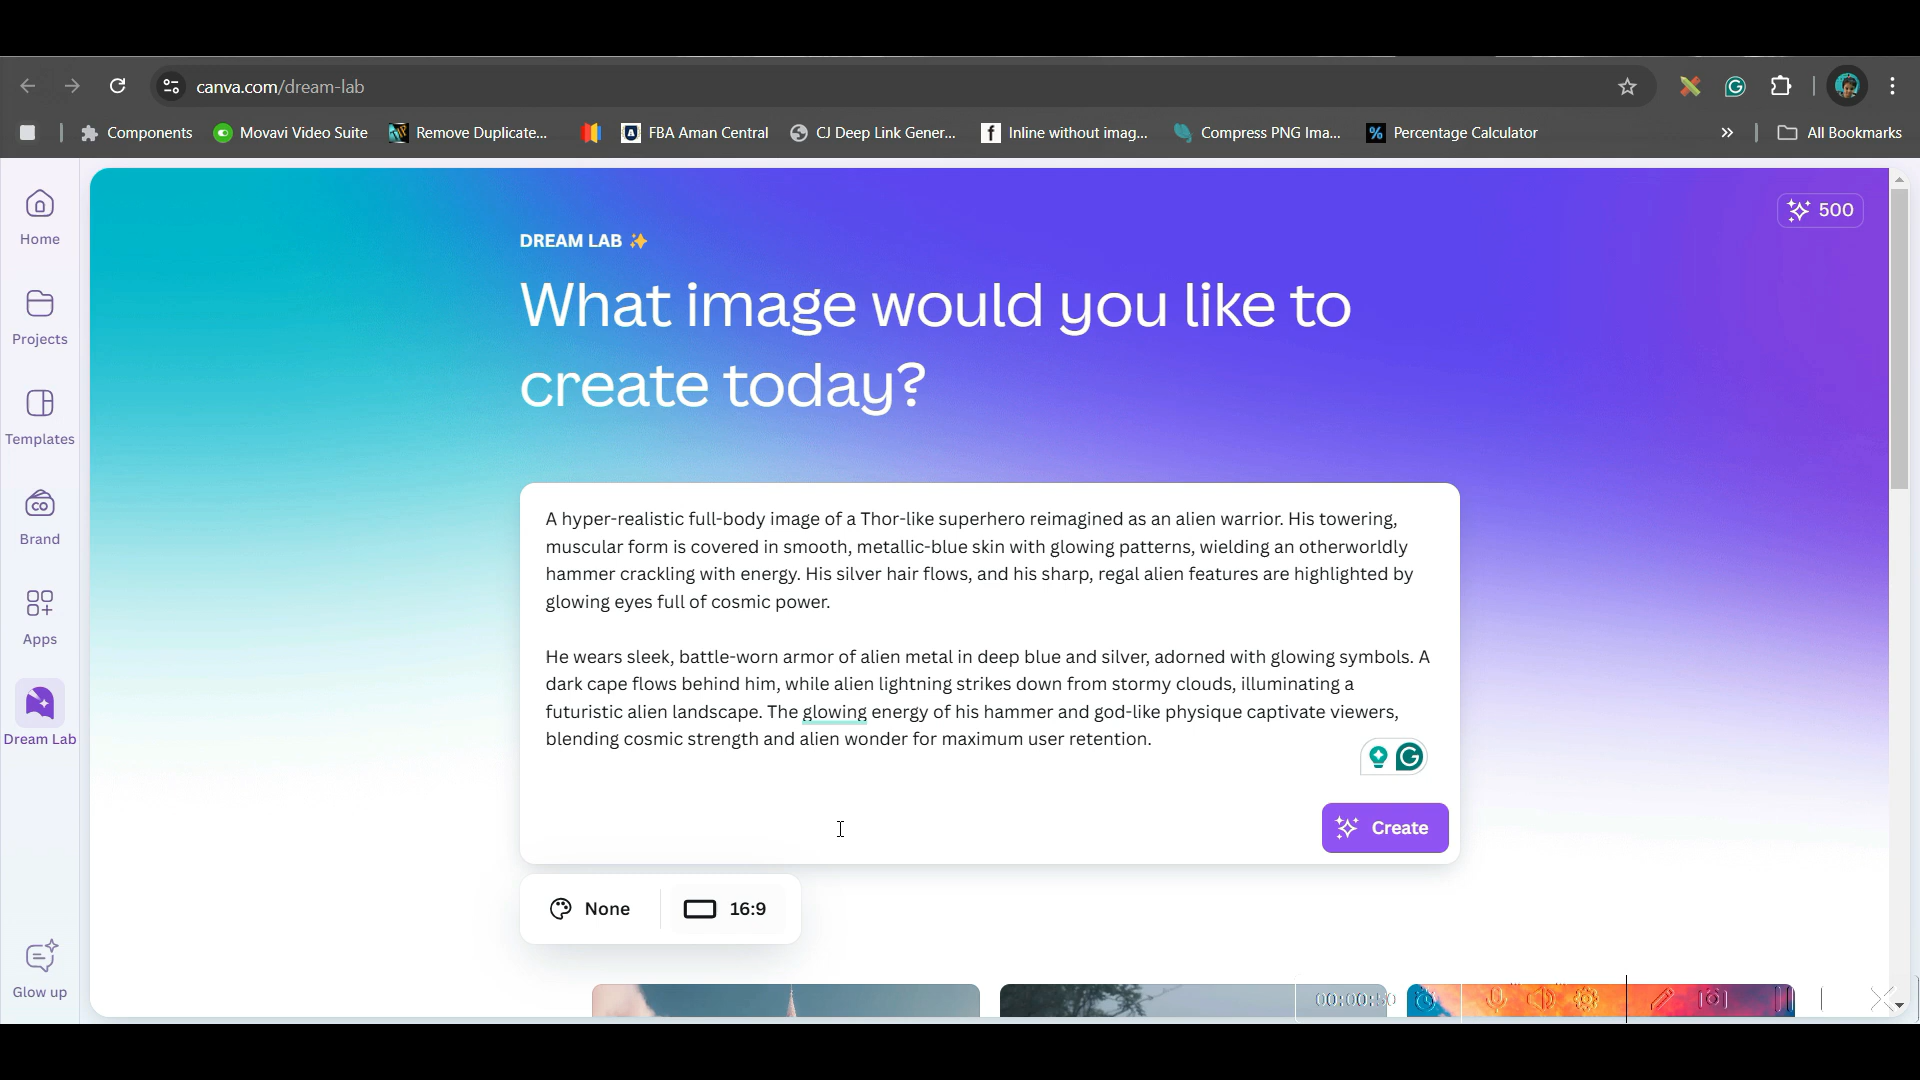 canva.com/dream-lab
Components
Movavi Video Suite
Remove Duplicate...
FBA Aman Central
CJ Deep Link Gener...
Inline without imag...
Compress PNG Ima...
Percentage Calculator
All Bookmarks
Home
Projects
Templates
Brand
Apps
Dream Lab
Glow up
500
DREAM LAB
What image would you like to
create today?
A hyper-realistic full-body image of a Thor-like superhero reimagined as an alien warrior. His towering,
muscular form is covered in smooth, metallic-blue skin with glowing patterns, wielding an otherworldly
hammer crackling with energy. His silver hair flows, and his sharp, regal alien features are highlighted by
glowing eyes full of cosmic power.
He wears sleek, battle-worn armor of alien metal in deep blue and silver, adorned with glowing symbols. A
dark cape flows behind him, while alien lightning strikes down from stormy clouds, illuminating a
futuristic alien landscape. The glowing energy of his hammer and god-like physique captivate viewers,
blending cosmic strength and alien wonder for maximum user retention.
Create
None
16:9
00:00:50